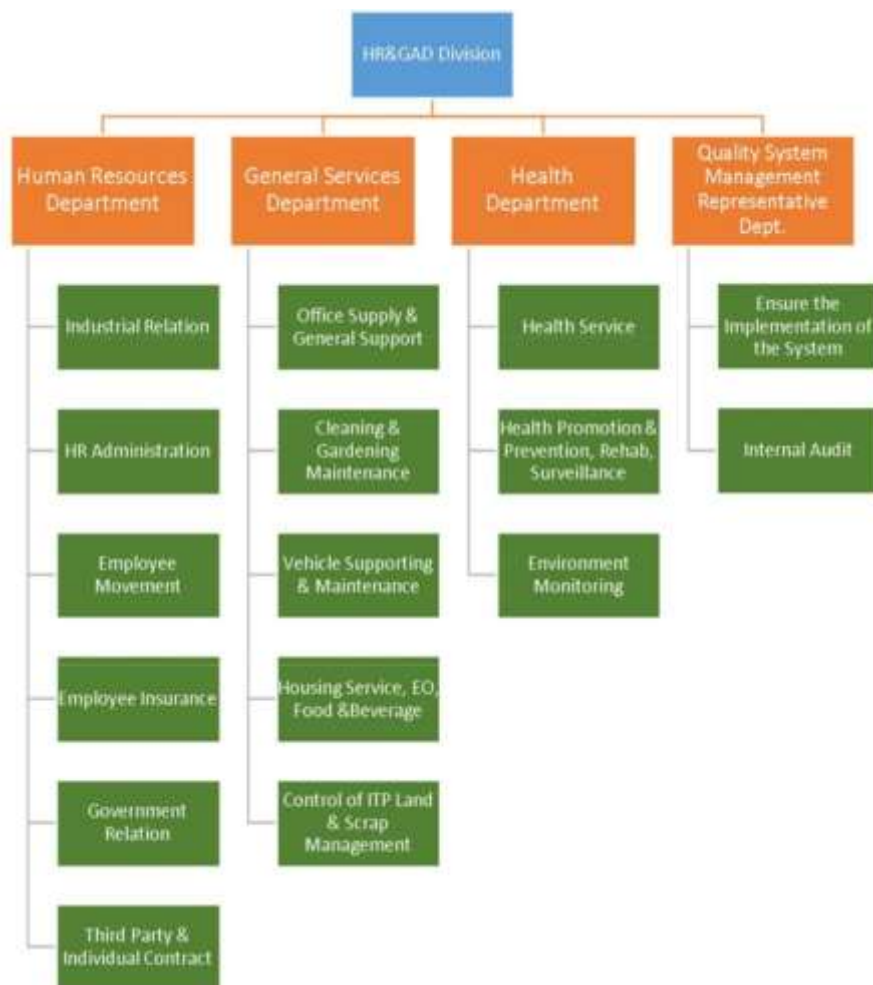 HR&GAD Division
Human Resources
Department
General Services
Department
Health
Department
Quality System
Management
Representative
Dept.
Industrial Relation
HR Administration
Employee
Movement
Employee Insurance
Government
Relation
Third Party &
Individual Contract
Office Supply &
General Support
Cleaning &
Gardening
Maintenance
Vehicle Supporting
& Maintenance
Housing Service, EO,
Food &Beverage
Control of ITP Land
& Scrap
Management
Health Service
Health Promotion &
Prevention, Rehab,
Surveillance
Environment
Monitoring
Ensure the
Implementation of
the System
Internal Audit